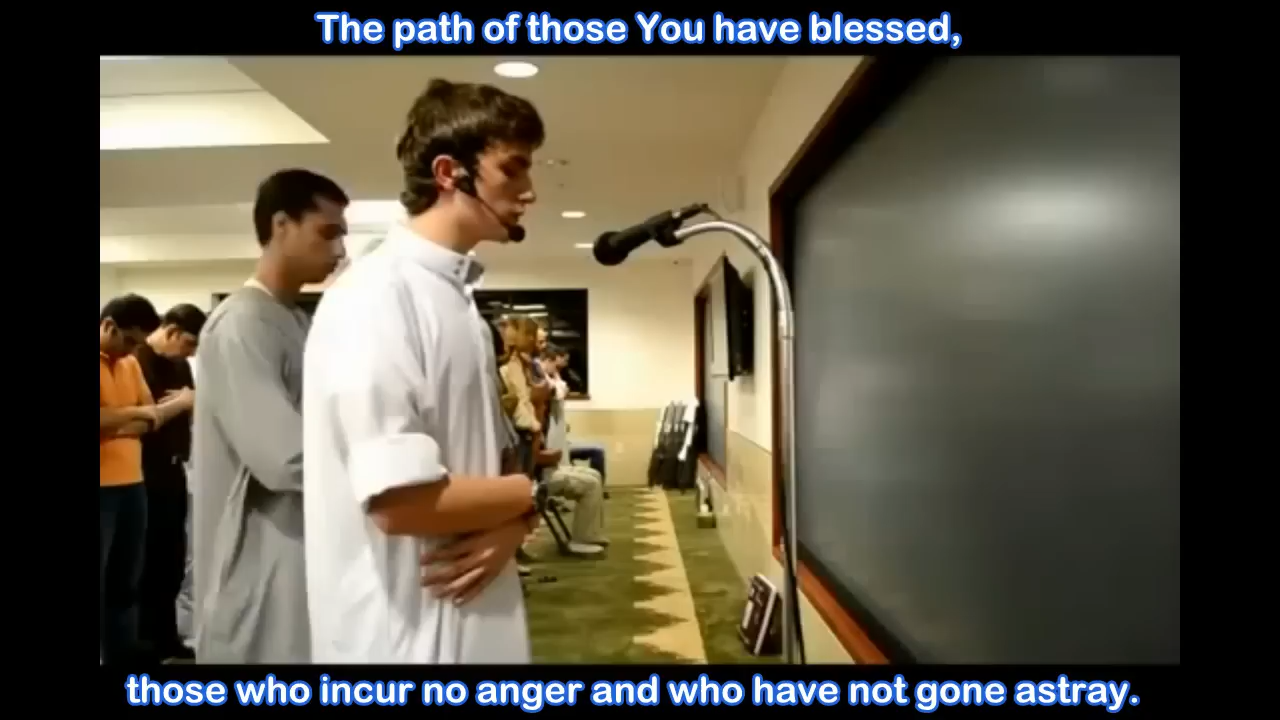 The path of those You have blessed,
those who incur no anger and who have not gone astray.